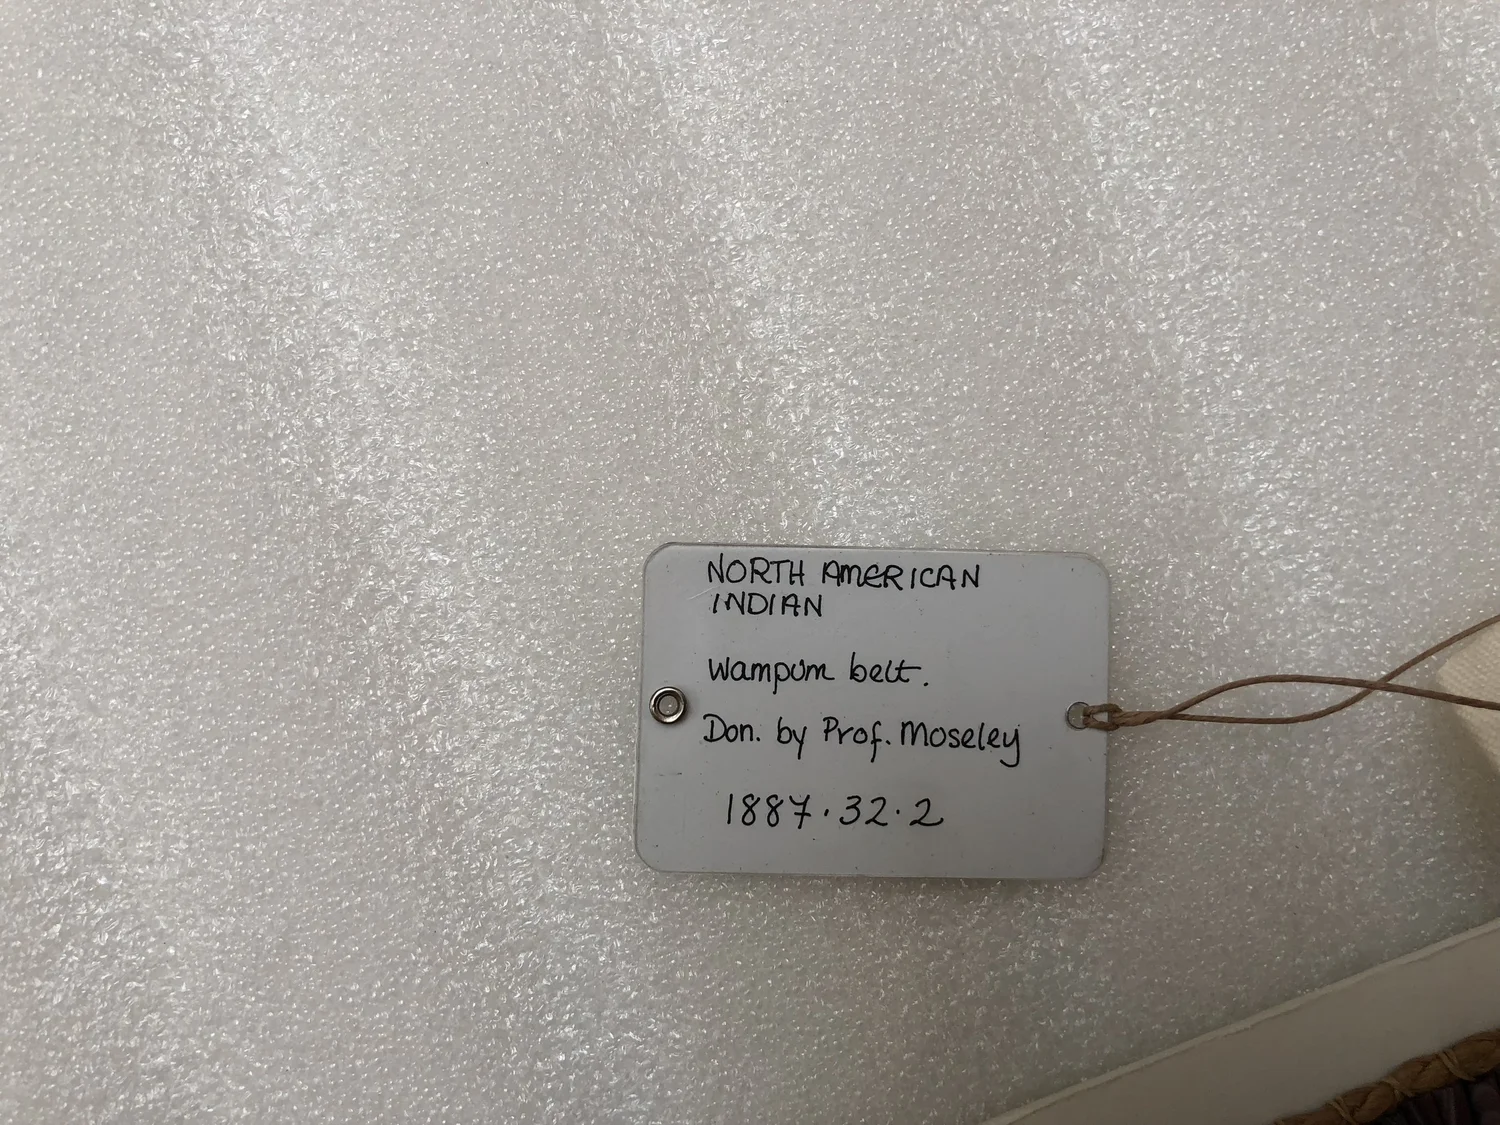 NORTH AMERICAN
INDIAN
Wampum belt.
Don. by Prof. Moseley
1887.32.2